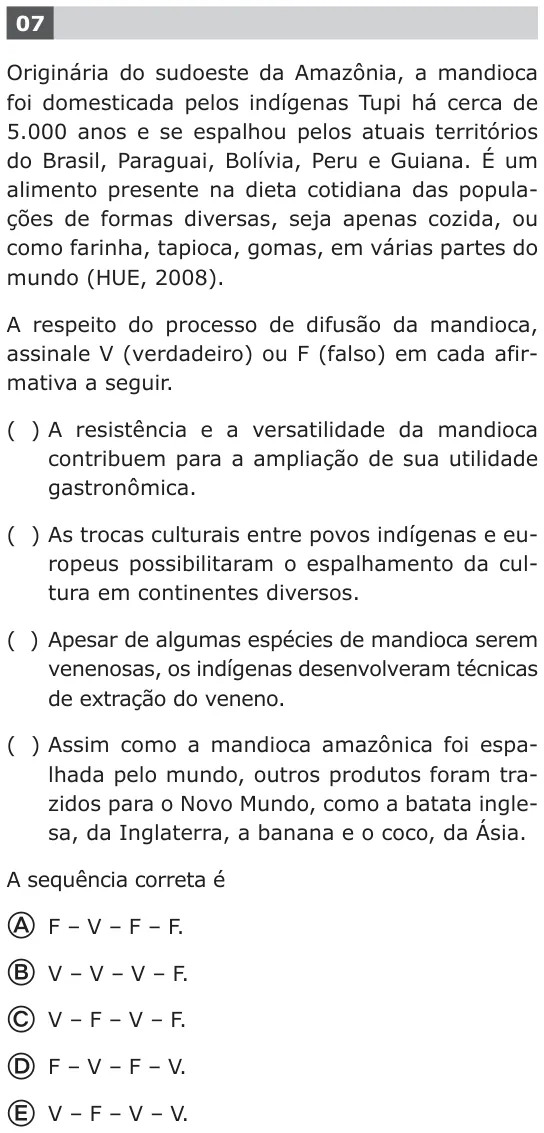 07
Originária do sudoeste da Amazônia, a mandioca
foi domesticada pelos indígenas Tupi há cerca de
5.000 anos e se espalhou pelos atuais territórios
do Brasil, Paraguai, Bolívia, Peru e Guiana. É um
alimento presente na dieta cotidiana das popula-
ções de formas diversas, seja apenas cozida, ou
como farinha, tapioca, gomas, em várias partes do
mundo (HUE, 2008).
A respeito do processo de difusão da mandioca,
assinale V (verdadeiro) ou F (falso) em cada afir-
mativa a seguir.
( ) A resistência e a versatilidade da mandioca
contribuem para a ampliação de sua utilidade
gastronômica.
( ) As trocas culturais entre povos indígenas e eu-
ropeus possibilitaram o espalhamento da cul-
tura em continentes diversos.
( ) Apesar de algumas espécies de mandioca serem
venenosas, os indígenas desenvolveram técnicas
de extração do veneno.
( ) Assim como a mandioca amazônica foi espa-
lhada pelo mundo, outros produtos foram tra-
zidos para o Novo Mundo, como a batata ingle-
sa, da Inglaterra, a banana e o coco, da Ásia.
A sequência correta é
A F – V – F – F.
B V – V – V – F.
C V – F – V – F.
D F – V – F – V.
E V – F – V – V.